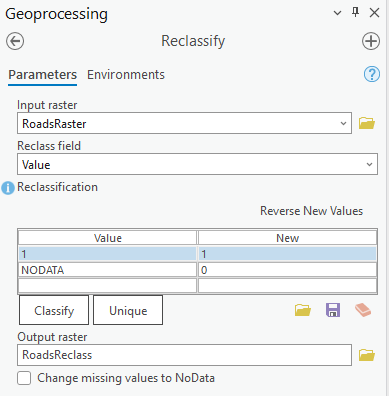 Geoprocessing
Reclassify
Parameters Environments
Input raster
RoadsRaster
Reclass field
Value
Reclassification
Reverse New Values
Value New
1 1
NODATA 0
Classify Unique
Output raster
RoadsReclass
Change missing values to NoData